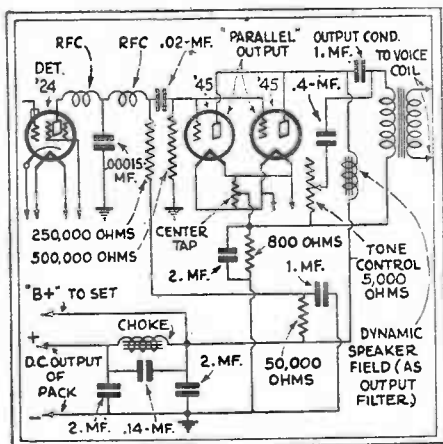 RFC
RFC
.02-MF.
"PARALLEL"
OUTPUT
OUTPUT COND.
1. MF.
TO VOICE
COIL
DET.
'24
'45
'45
.4-MF.
.00015
MF.
250,000 OHMS
500,000 OHMS
CENTER
TAP
2. MF.
800 OHMS
TONE
CONTROL
5,000
OHMS
1. MF.
"B+" TO SET
+
CHOKE
D.C. OUTPUT
OF
PACK
-
2. MF.
.14-MF.
2. MF.
50,000
OHMS
DYNAMIC
SPEAKER
FIELD (AS
OUTPUT
FILTER)